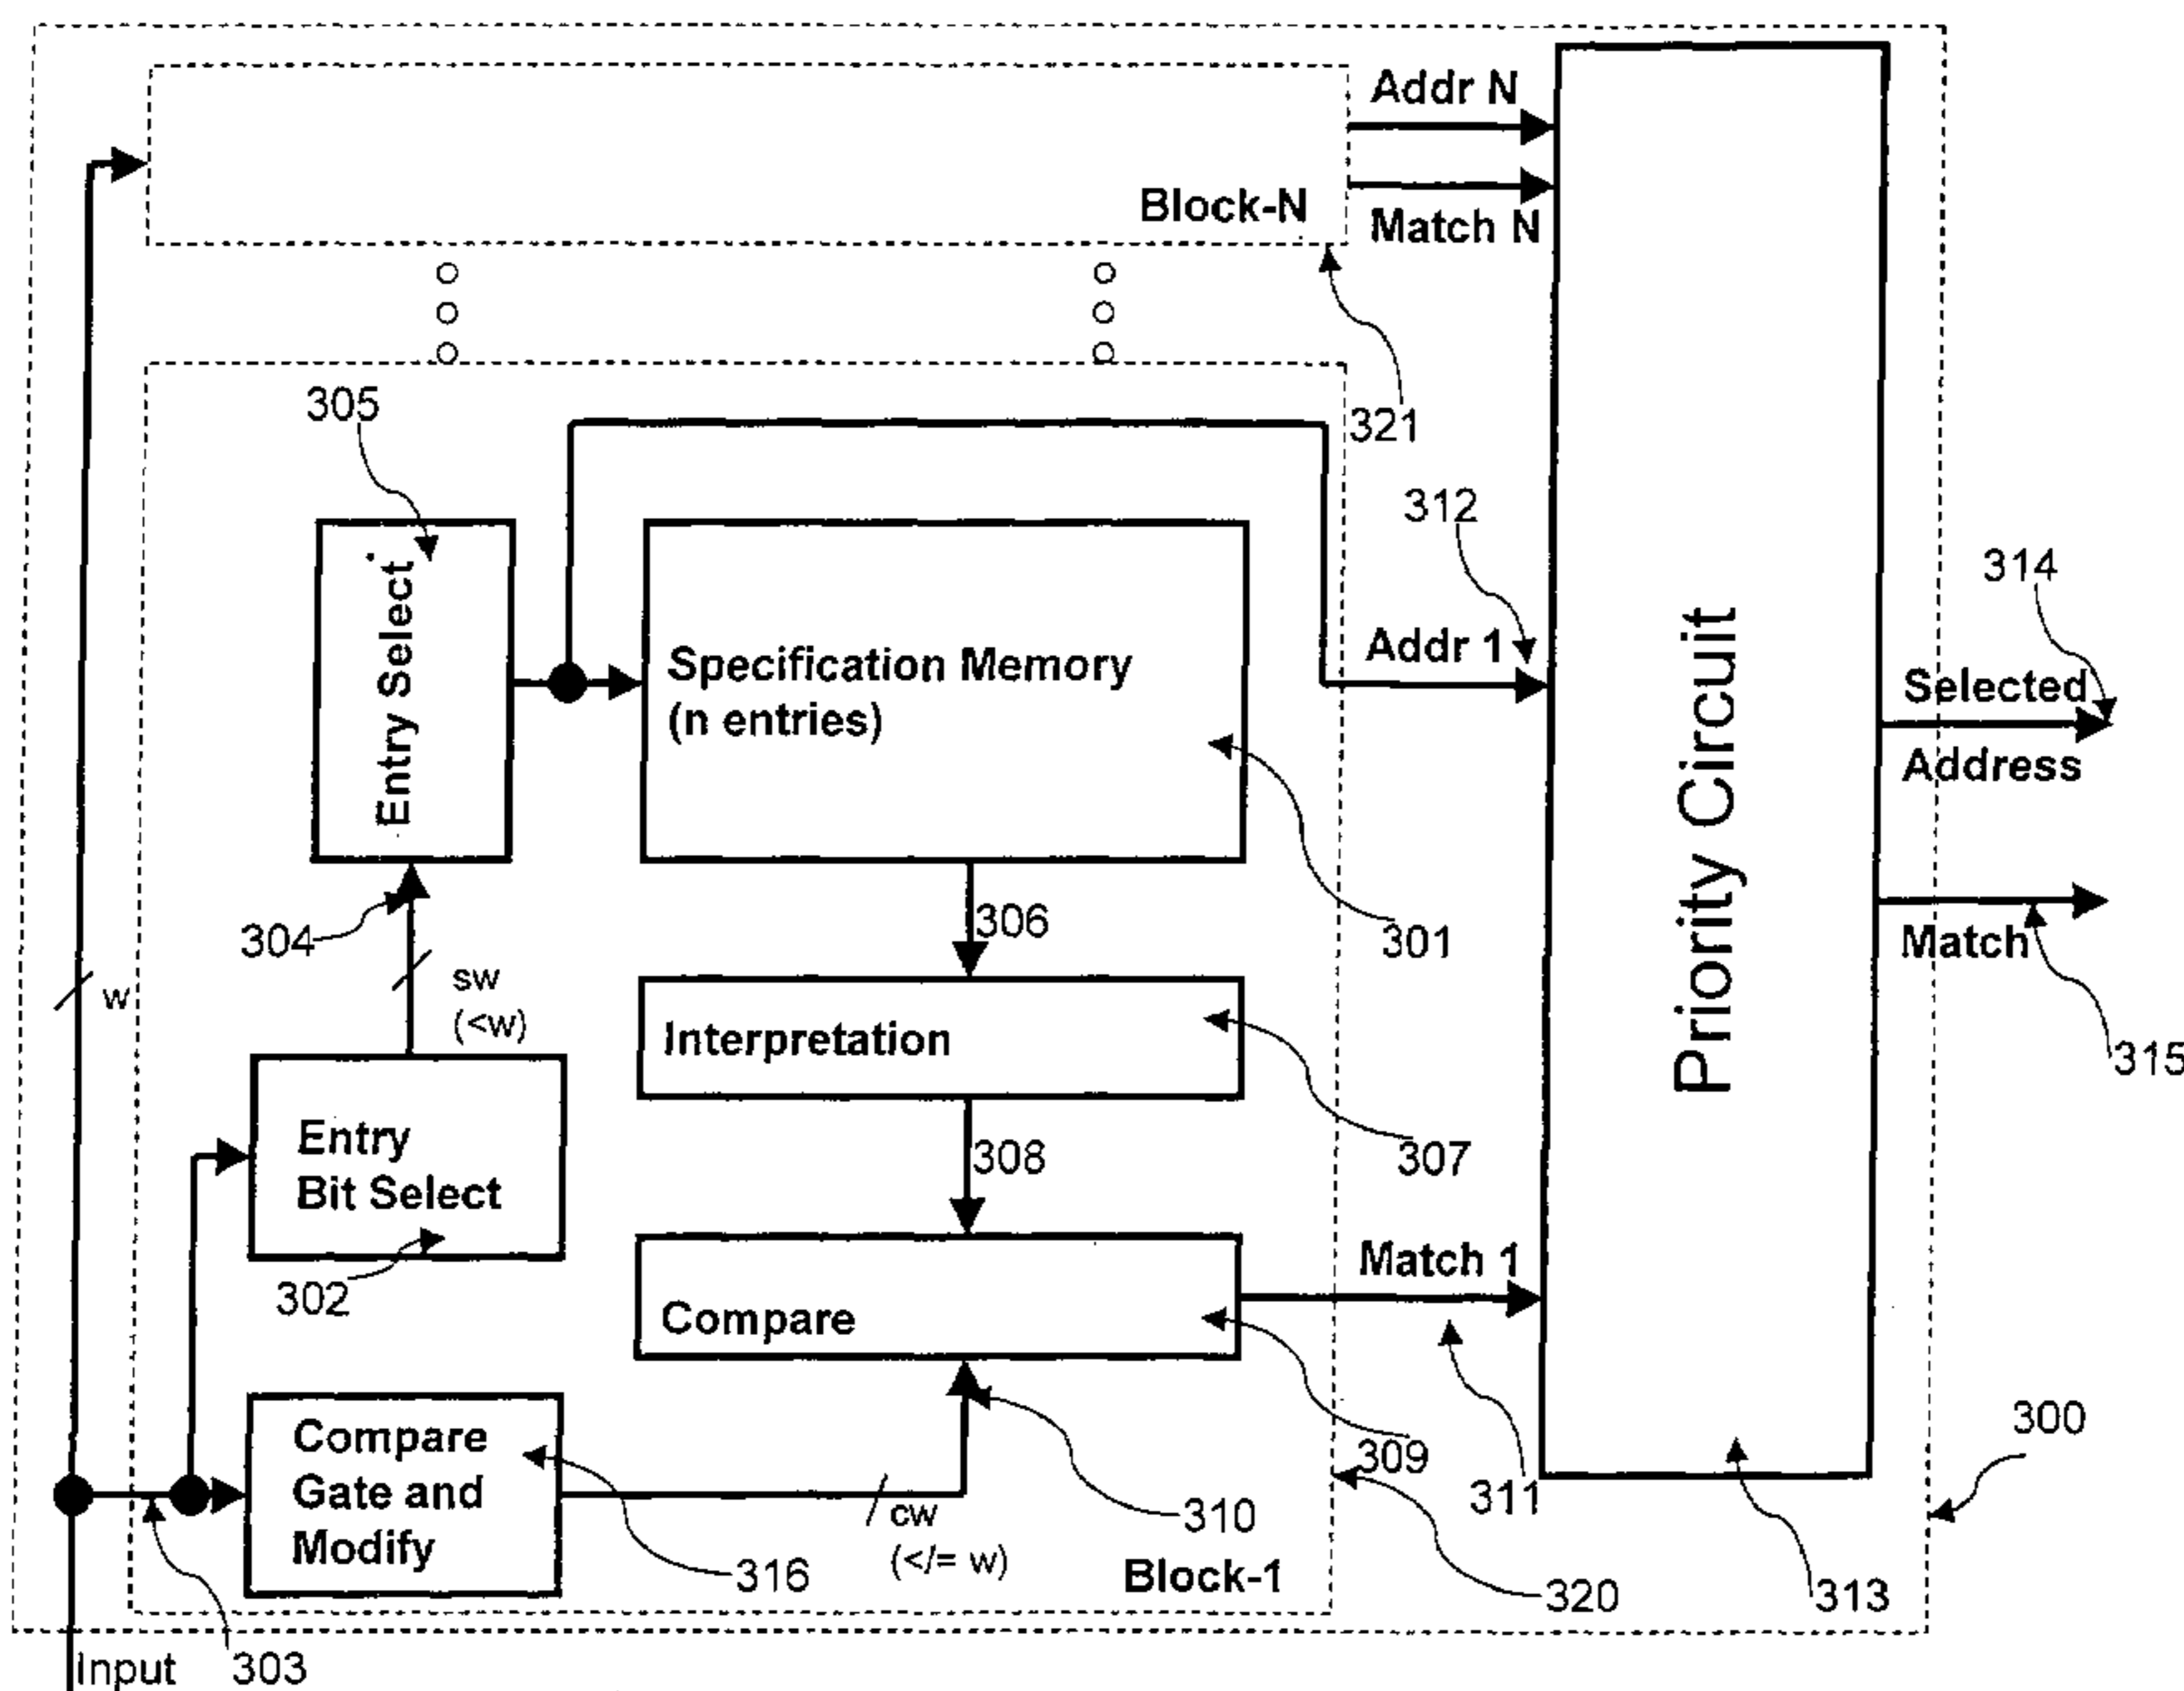 Addr N
Block-N
Match N
305
321
312
Entry Select
Specification Memory
(n entries)
Addr 1
314
Selected
Address
Priority Circuit
304
306
301
Match
w
sw
(<w)
Interpretation
315
Entry
Bit Select
308
307
302
Compare
Match 1
Compare
Gate and
Modify
309
311
300
cw
(</= w)
310
316
Block-1
320
313
Input
303